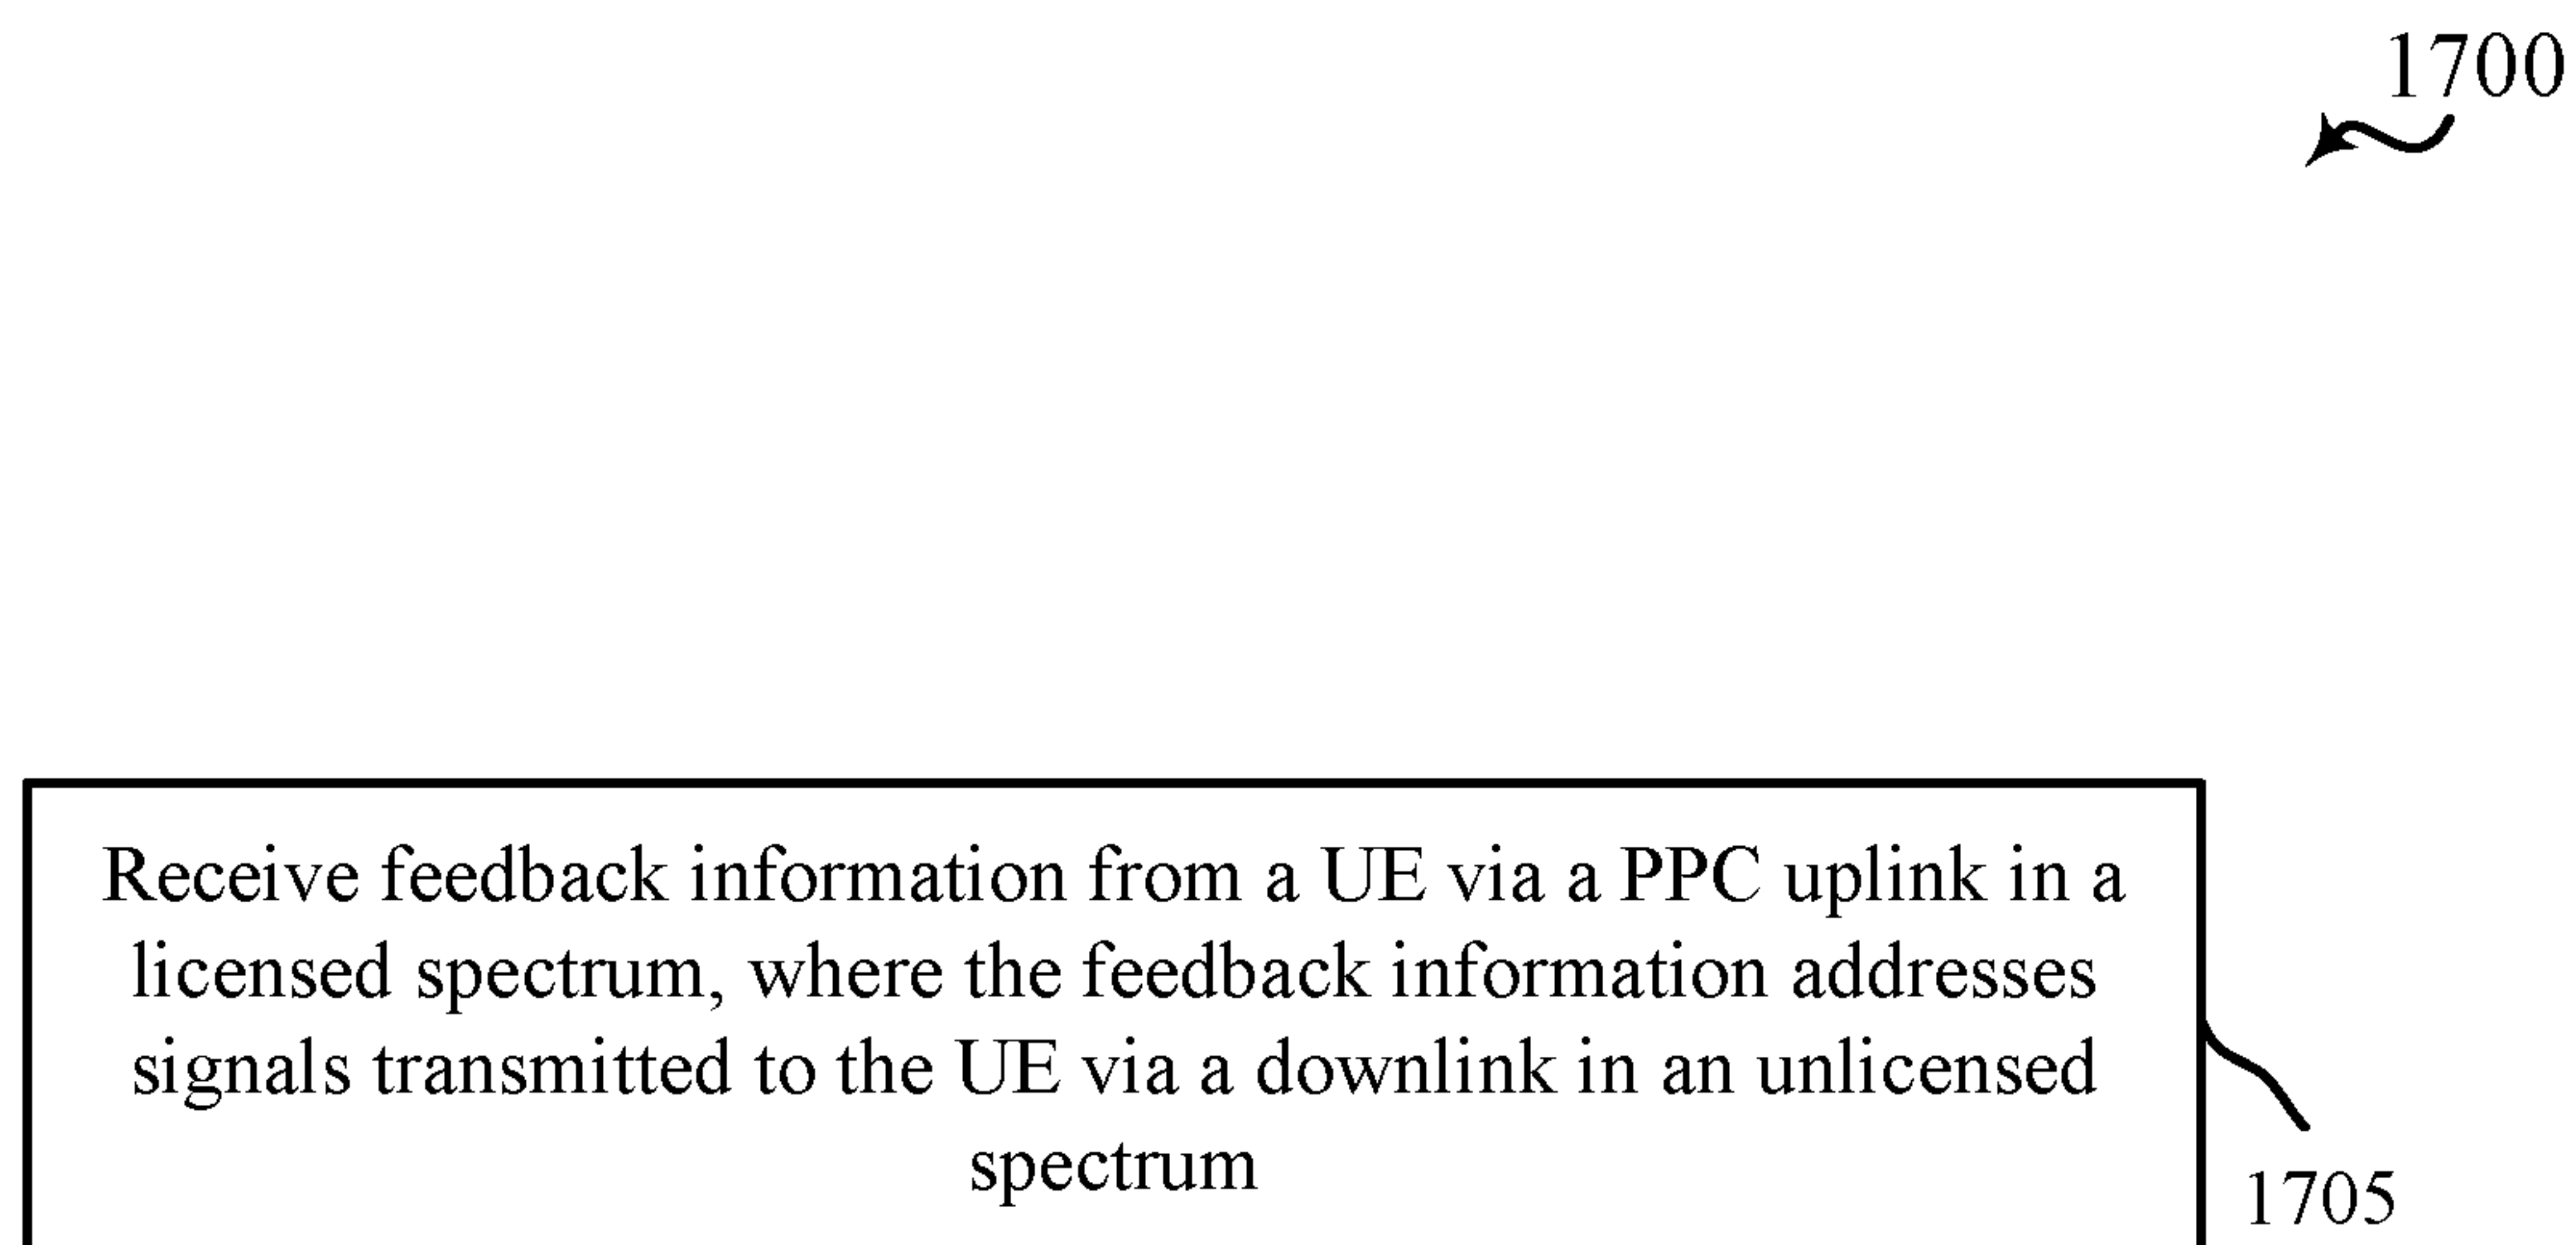 1700
Receive feedback information from a UE via a PPC uplink in a
licensed spectrum, where the feedback information addresses
signals transmitted to the UE via a downlink in an unlicensed
spectrum
1705